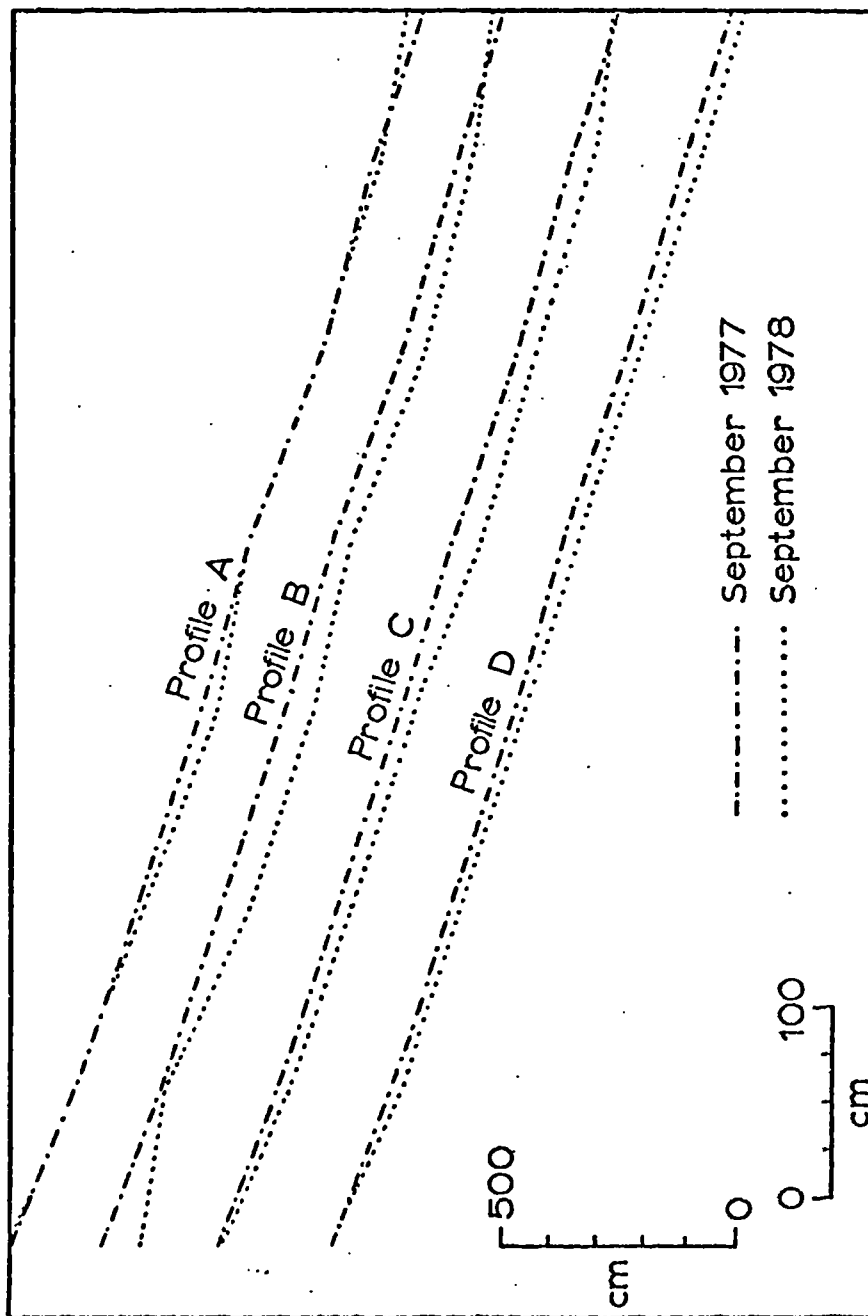 Profile A
Profile B
Profile C
Profile D
September 1977
September 1978
500
0
cm
0
100
cm